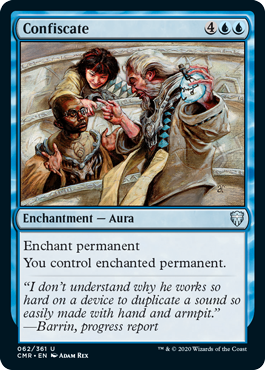 Confiscate 4
Enchantment — Aura
Enchant permanent
You control enchanted permanent.
“I don’t understand why he works so
hard on a device to duplicate a sound so
easily made with hand and armpit.”
—Barrin, progress report
062/361 U
CMR • EN Adam Rex
™ & © 2020 Wizards of the Coast